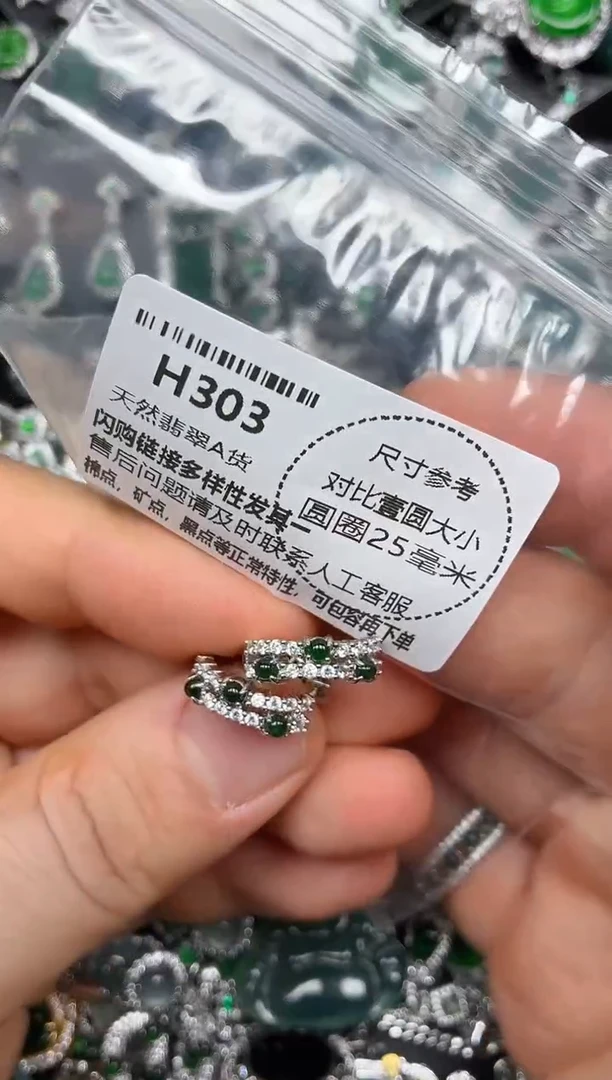 H303
天然翡翠A货
闪购链接多样性发其一
售后问题请及时联系人工客服
棉点，矿点，黑点等正常特性，可包容再下单
尺寸参考
对比壹圆大小
圆圈25毫米